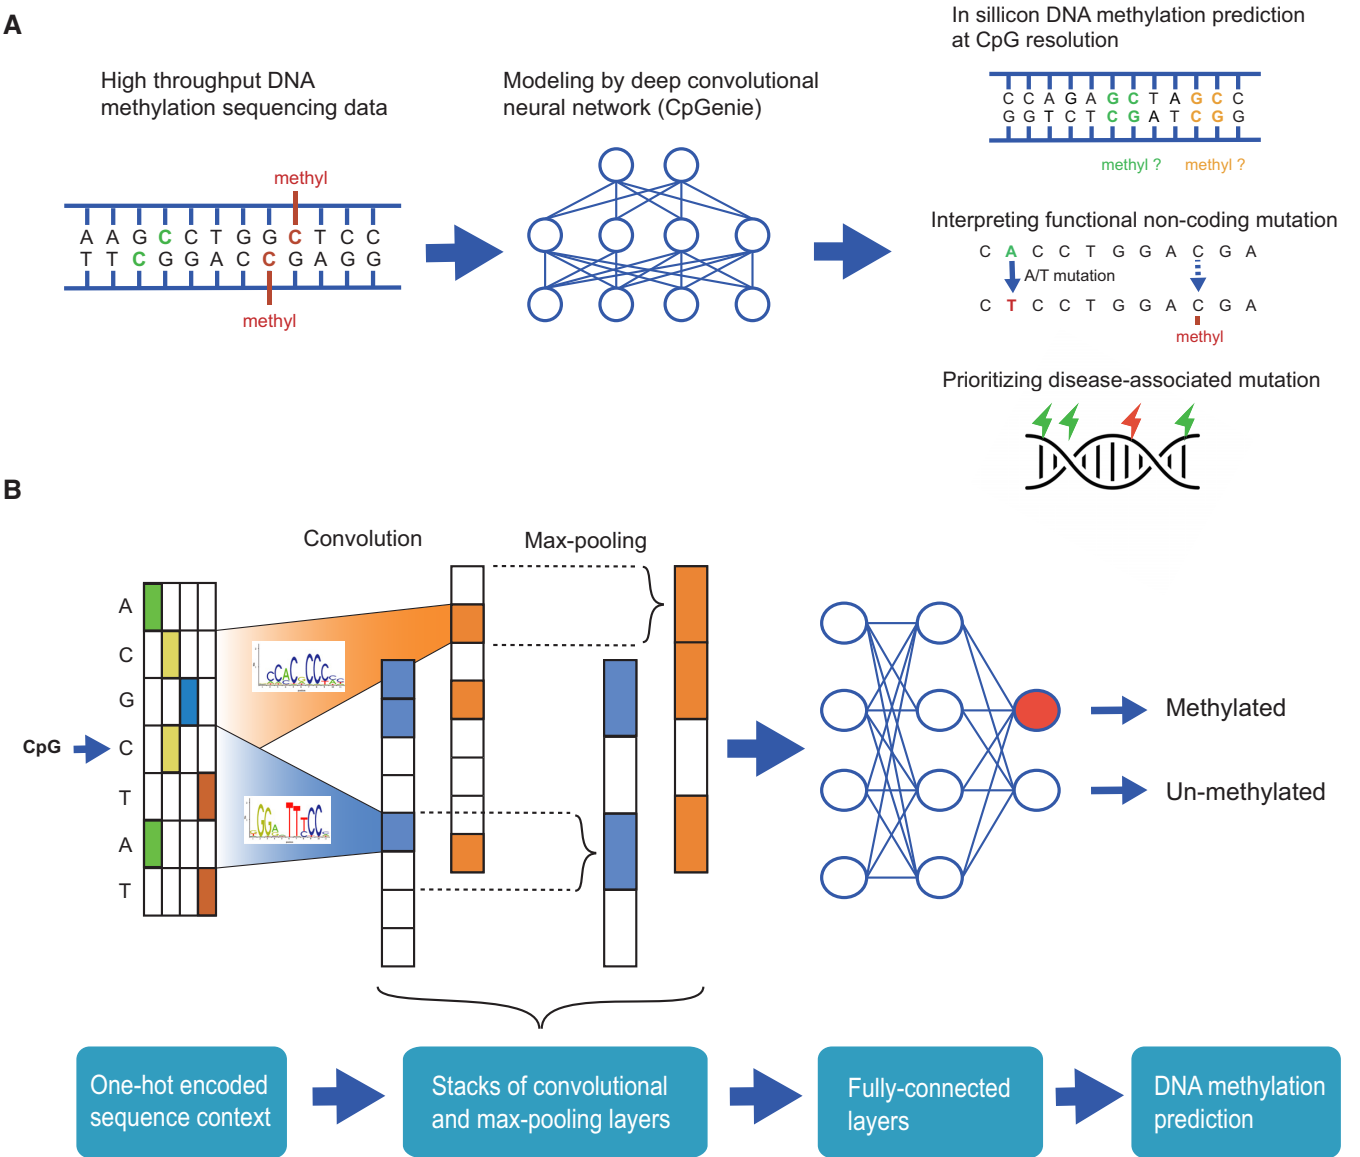 A
High throughput DNA
methylation sequencing data
methyl
A A G C C T G G C T C C
T T C G G A C C G A G G
methyl
Modeling by deep convolutional
neural network (CpGenie)
In sillicon DNA methylation prediction
at CpG resolution
C C A G A G C T A G C C
G G T C T C G A T C G G
methyl ? methyl ?
Interpreting functional non-coding mutation
C A C C T G G A C G A
A/T mutation
C T C C T G G A C G A
methyl
Prioritizing disease-associated mutation
B
Convolution
Max-pooling
A
C
G
CpG
C
T
A
T
Methylated
Un-methylated
One-hot encoded
sequence context
Stacks of convolutional
and max-pooling layers
Fully-connected
layers
DNA methylation
prediction